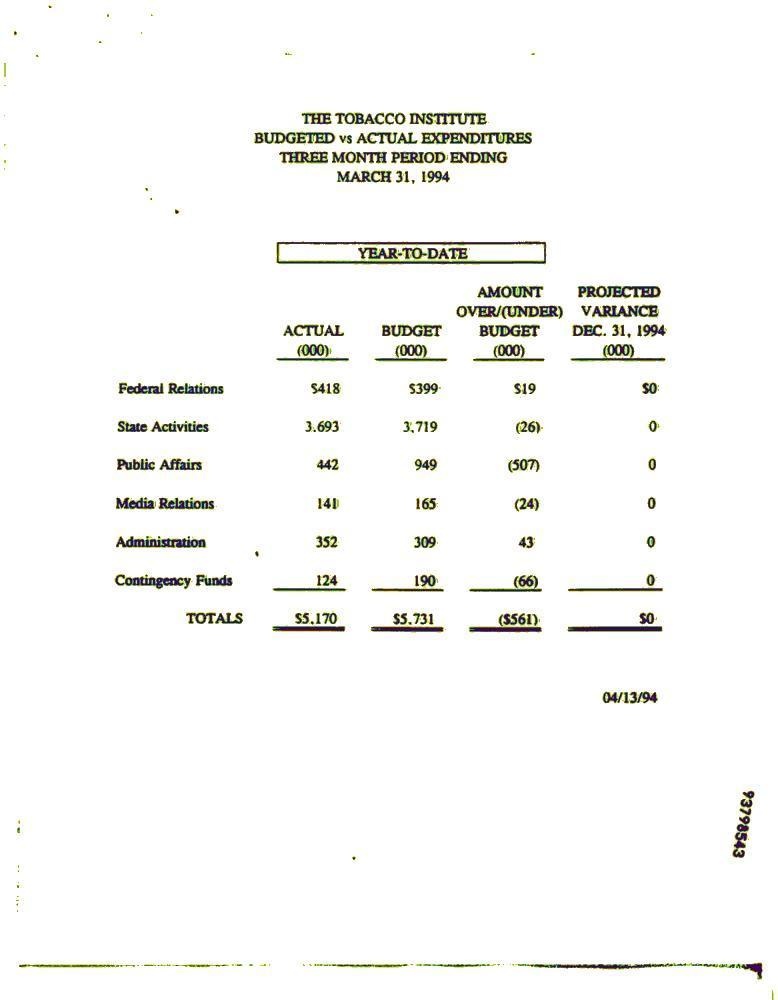 THE TOBACCO INSTITUTE
BUDGETED vs ACTUAL EXPENDITURES
THREE MONTH PERIOD ENDING
MARCH 31, 1994
YEAR-TO-DATE
AMOUNT PROJECTED
OVER/(UNDER) VARIANCE
ACTUAL BUDGET BUDGET DEC. 31, 1994
(000) (000) (000) (000)
Federal Relations $418 $399 $19 $0
State Activities 3,693 3,719 (26) 0
Public Affairs 442 949 (507) 0
Media Relations 141 165 (24) 0
Administration 352 309 43 0
Contingency Funds 124 190 (66) 0
TOTALS $5,170 $5,731 ($561) $0
04/13/94
93798543